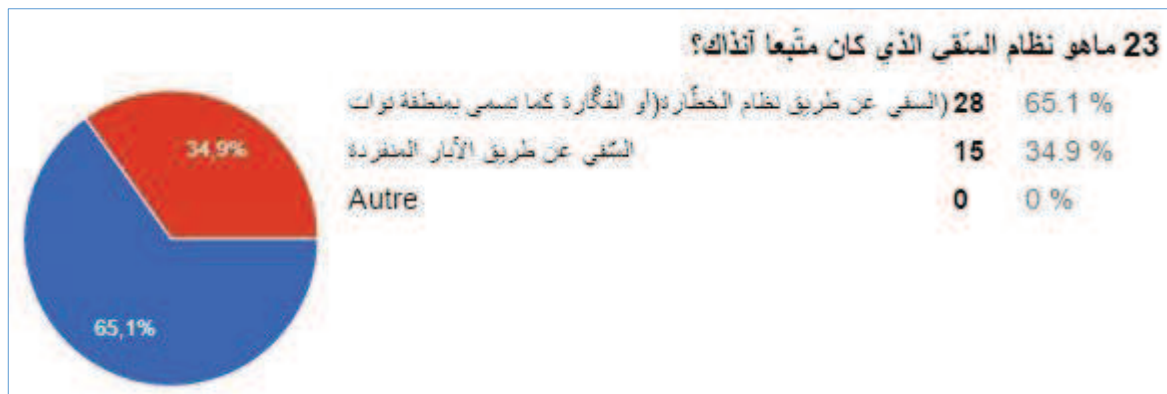 23 ماهو نظام السّقي الذي كان متّبعا آنذاك؟
السقي عن طريق نظام الخطّارة(أو الفگّارة كما تسمى بمنطقة توات) 28 65.1 %
السّقي عن طريق الآبار المنفردة 15 34.9 %
Autre 0 0 %
34,9%
65,1%